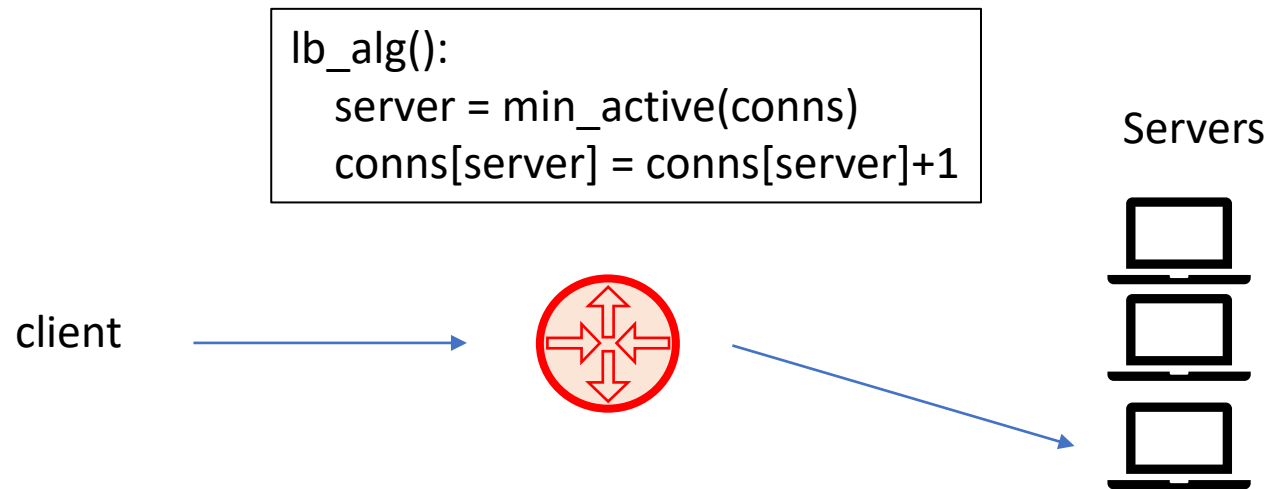 lb_alg():
server = min_active(conns)
conns[server] = conns[server]+1
Servers
client